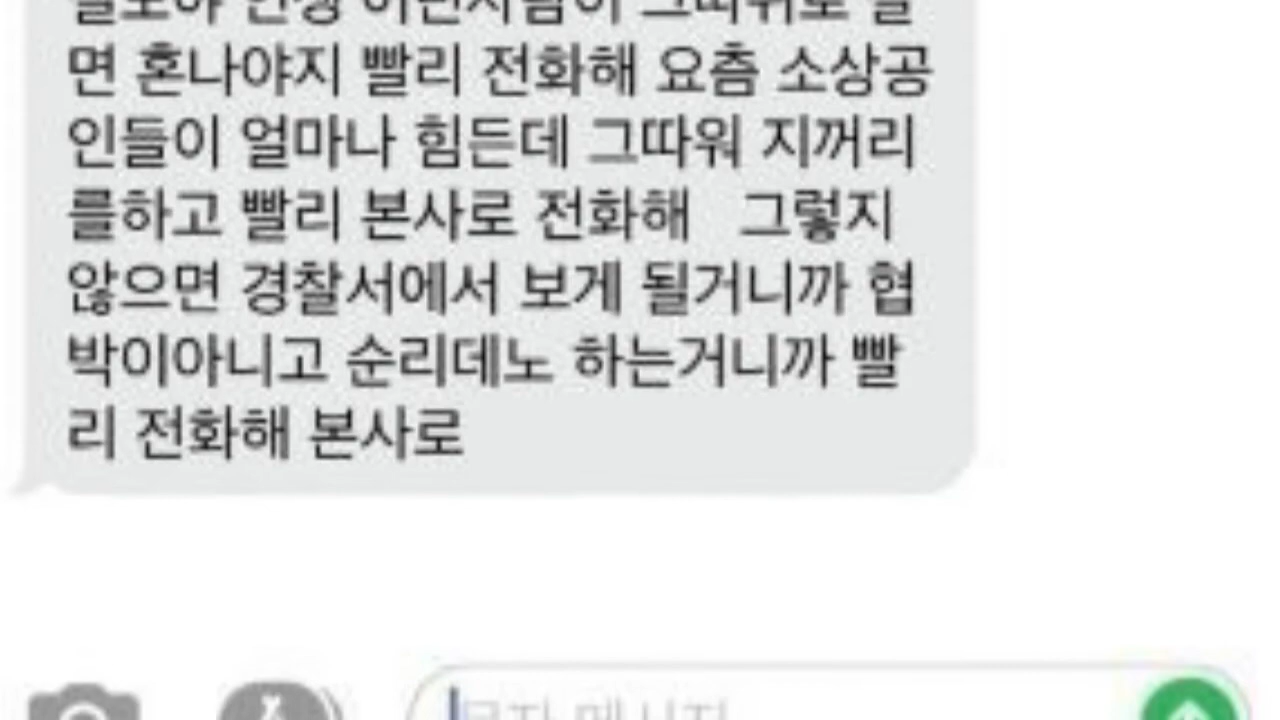 면 혼나야지 빨리 전화해 요츰 소상공
인들이 얼마나 힘든데 그따워 지꺼리
를하고 빨리 본사로 전화해 그렇지
않으면 경찰서에서 보게 될거니까 협
박이아니고 순리데노 하는거니까 빨
리 전화해 본사로